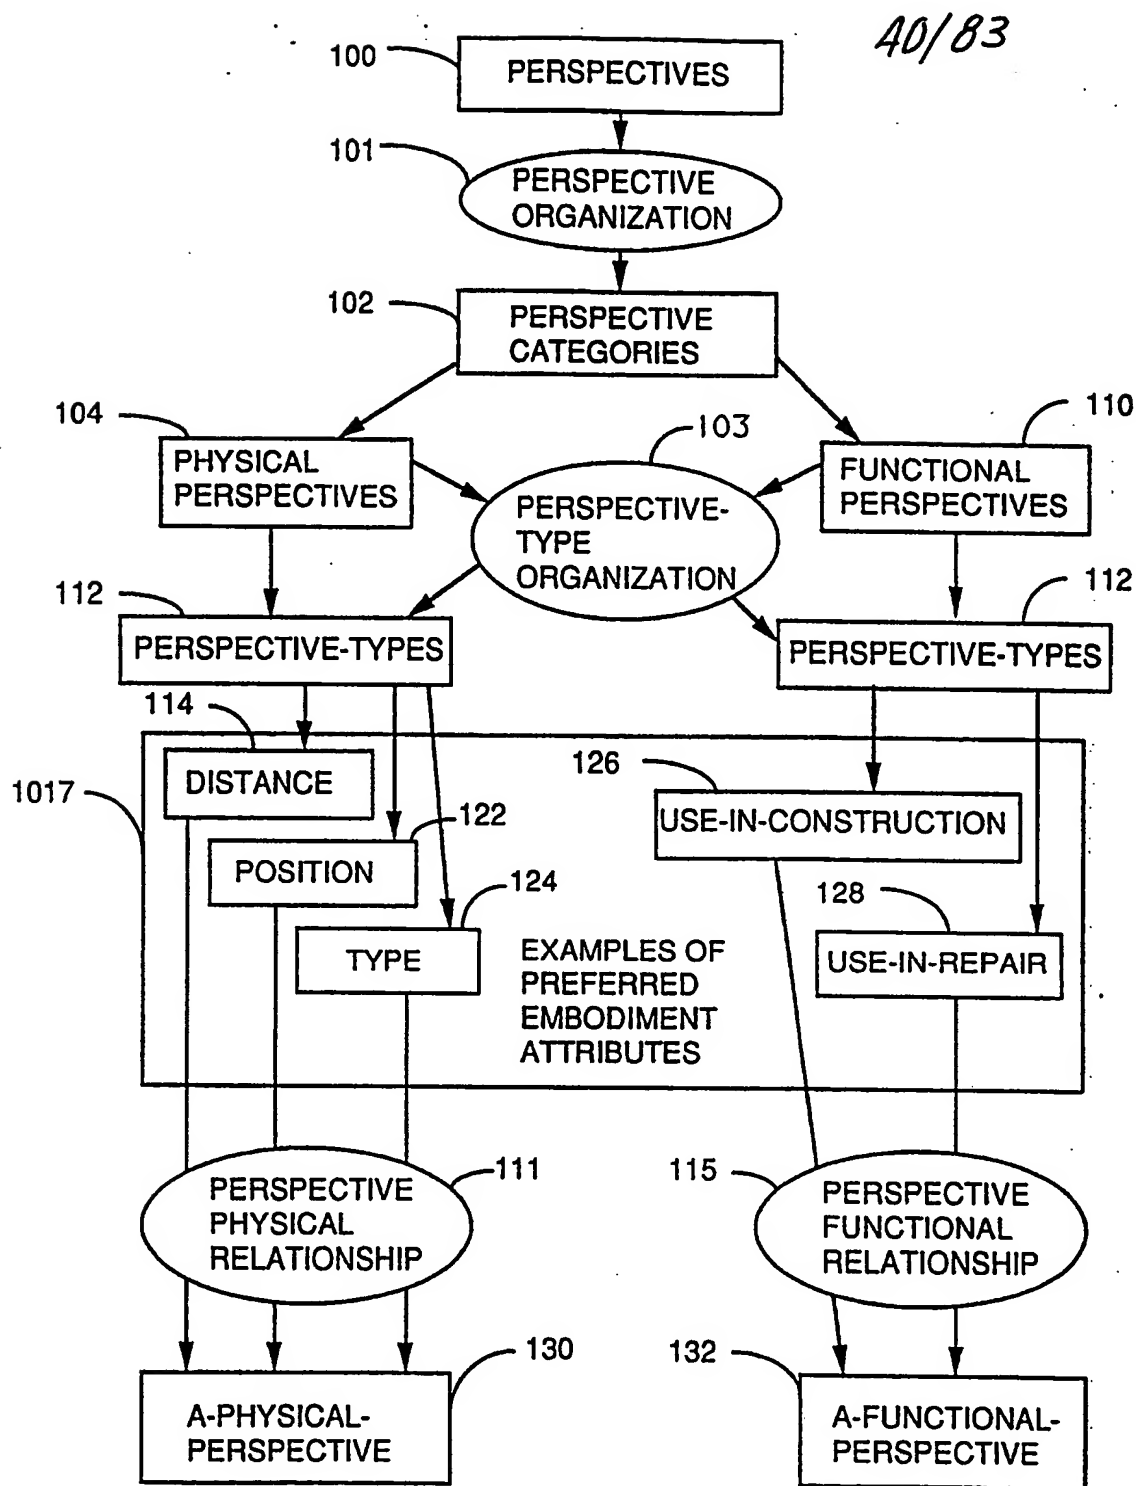 40/83
100
PERSPECTIVES
101
PERSPECTIVE
ORGANIZATION
102
PERSPECTIVE
CATEGORIES
104
103
110
PHYSICAL
PERSPECTIVES
FUNCTIONAL
PERSPECTIVES
PERSPECTIVE-
TYPE
ORGANIZATION
112
112
PERSPECTIVE-TYPES
PERSPECTIVE-TYPES
114
DISTANCE
126
1017
USE-IN-CONSTRUCTION
122
POSITION
124
TYPE
128
USE-IN-REPAIR
EXAMPLES OF
PREFERRED
EMBODIMENT
ATTRIBUTES
111
PERSPECTIVE
PHYSICAL
RELATIONSHIP
115
PERSPECTIVE
FUNCTIONAL
RELATIONSHIP
130
132
A-PHYSICAL-
PERSPECTIVE
A-FUNCTIONAL-
PERSPECTIVE